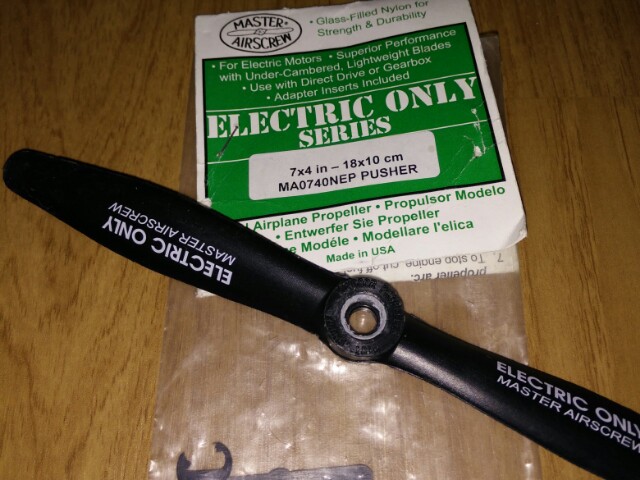 MASTER
AIRSCREW
• Glass-Filled Nylon for
Strength & Durability
• For Electric Motors • Superior Performance
with Under-Cambered, Lightweight Blades
• Use with Direct Drive or Gearbox
• Adapter Inserts Included
ELECTRIC ONLY
SERIES
7x4 in – 18x10 cm
MA0740NEP PUSHER
Airplane Propeller • Propulsor Modelo
• Entwerfer Sie Propeller
Modéle • Modellare l'elica
Made in USA
7. To stop engine, cut off
propeller arc.
ELECTRIC ONLY
MASTER AIRSCREW
ELECTRIC ONLY
MASTER AIRSCREW